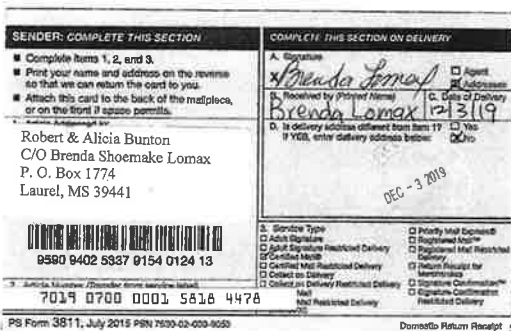 SENDER: COMPLETE THIS SECTION
■ Complete items 1, 2, and 3.
■ Print your name and address on the reverse
so that we can return the card to you.
■ Attach this card to the back of the mailpiece,
or on the front if space permits.
Robert & Alicia Bunton
C/O Brenda Shoemake Lomax
P. O. Box 1774
Laurel, MS 39441
9590 9402 5337 9154 0124 13
7019 0700 0001 5818 4478
PS Form 3811, July 2015 PSN 7530-02-000-9053
COMPLETE THIS SECTION ON DELIVERY
A. Signature
X Brenda Lomax
☐ Agent
☒ Addressee
B. Received by (Printed Name)
Brenda Lomax
C. Date of Delivery
12/3/19
D. Is delivery address different from item 1? ☐ Yes
If YES, enter delivery address below: ☒ No
DEC - 3 2019
3. Service Type
☐ Adult Signature
☐ Adult Signature Restricted Delivery
☒ Certified Mail®
☐ Certified Mail Restricted Delivery
☐ Collect on Delivery
☐ Collect on Delivery Restricted Delivery
Mail
Mail Restricted Delivery
☐ Priority Mail Express®
☐ Registered Mail™
☐ Registered Mail Restricted
Delivery
☐ Return Receipt for
Merchandise
☐ Signature Confirmation™
☐ Signature Confirmation
Restricted Delivery
Domestic Return Receipt